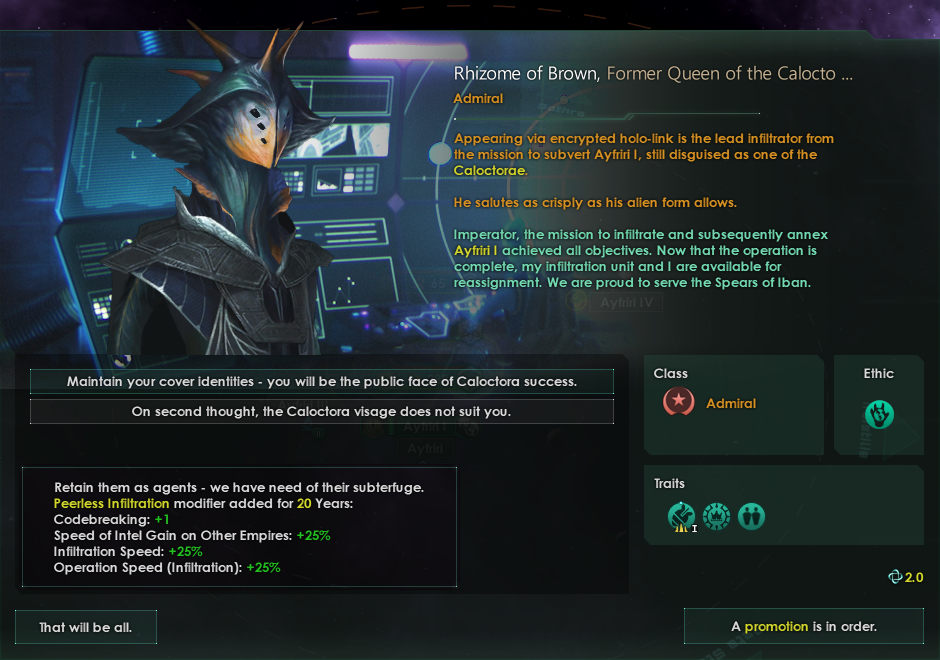 Rhizome of Brown, Former Queen of the Calocto ...
Admiral
Appearing via encrypted holo-link is the lead infiltrator from
the mission to subvert Ayfriri I, still disguised as one of the
Caloctorae.
He salutes as crisply as his alien form allows.
Imperator, the mission to infiltrate and subsequently annex
Ayfriri I achieved all objectives. Now that the operation is
complete, my infiltration unit and I are available for
reassignment. We are proud to serve the Spears of Iban.
Ayfriri IV
Maintain your cover identities - you will be the public face of Caloctora success.
On second thought, the Caloctora visage does not suit you.
Ayfriri I
Ayfriri
Retain them as agents - we have need of their subterfuge.
Peerless Infiltration modifier added for 20 Years:
Codebreaking: +1
Speed of Intel Gain on Other Empires: +25%
Infiltration Speed: +25%
Operation Speed (Infiltration): +25%
Class
Admiral
Ethic
Traits
I
2.0
That will be all.
A promotion is in order.